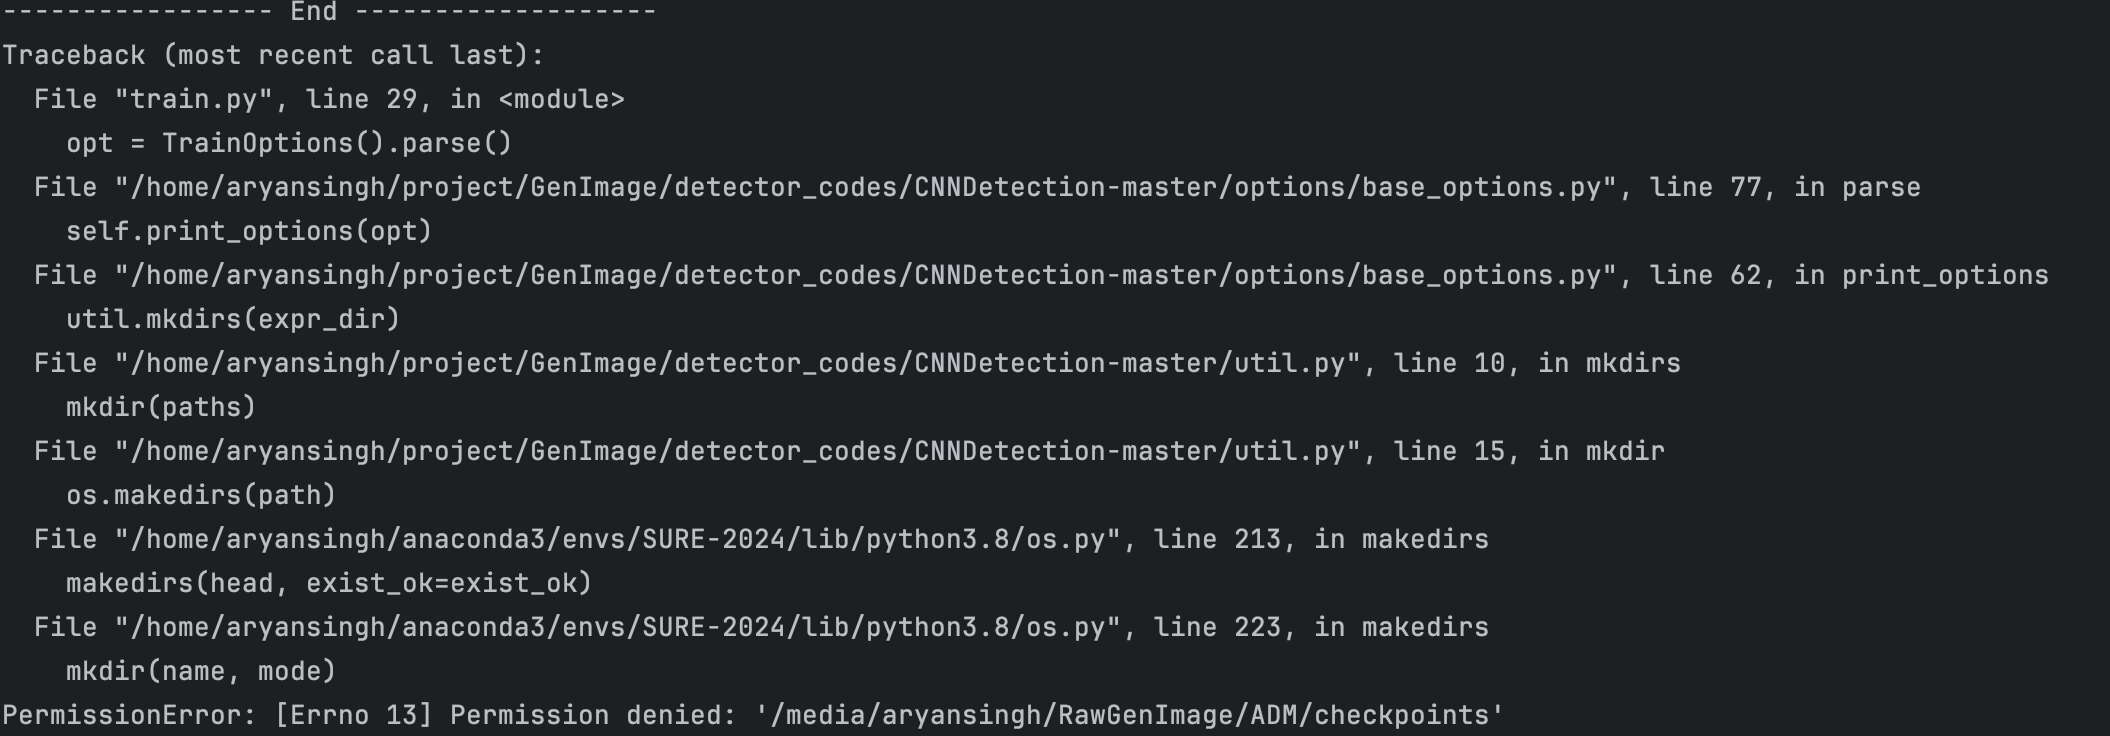 ----------------- End -------------------
Traceback (most recent call last):
  File "train.py", line 29, in <module>
    opt = TrainOptions().parse()
  File "/home/aryansingh/project/GenImage/detector_codes/CNNDetection-master/options/base_options.py", line 77, in parse
    self.print_options(opt)
  File "/home/aryansingh/project/GenImage/detector_codes/CNNDetection-master/options/base_options.py", line 62, in print_options
    util.mkdirs(expr_dir)
  File "/home/aryansingh/project/GenImage/detector_codes/CNNDetection-master/util.py", line 10, in mkdirs
    mkdir(paths)
  File "/home/aryansingh/project/GenImage/detector_codes/CNNDetection-master/util.py", line 15, in mkdir
    os.makedirs(path)
  File "/home/aryansingh/anaconda3/envs/SURE-2024/lib/python3.8/os.py", line 213, in makedirs
    makedirs(head, exist_ok=exist_ok)
  File "/home/aryansingh/anaconda3/envs/SURE-2024/lib/python3.8/os.py", line 223, in makedirs
    mkdir(name, mode)
PermissionError: [Errno 13] Permission denied: '/media/aryansingh/RawGenImage/ADM/checkpoints'